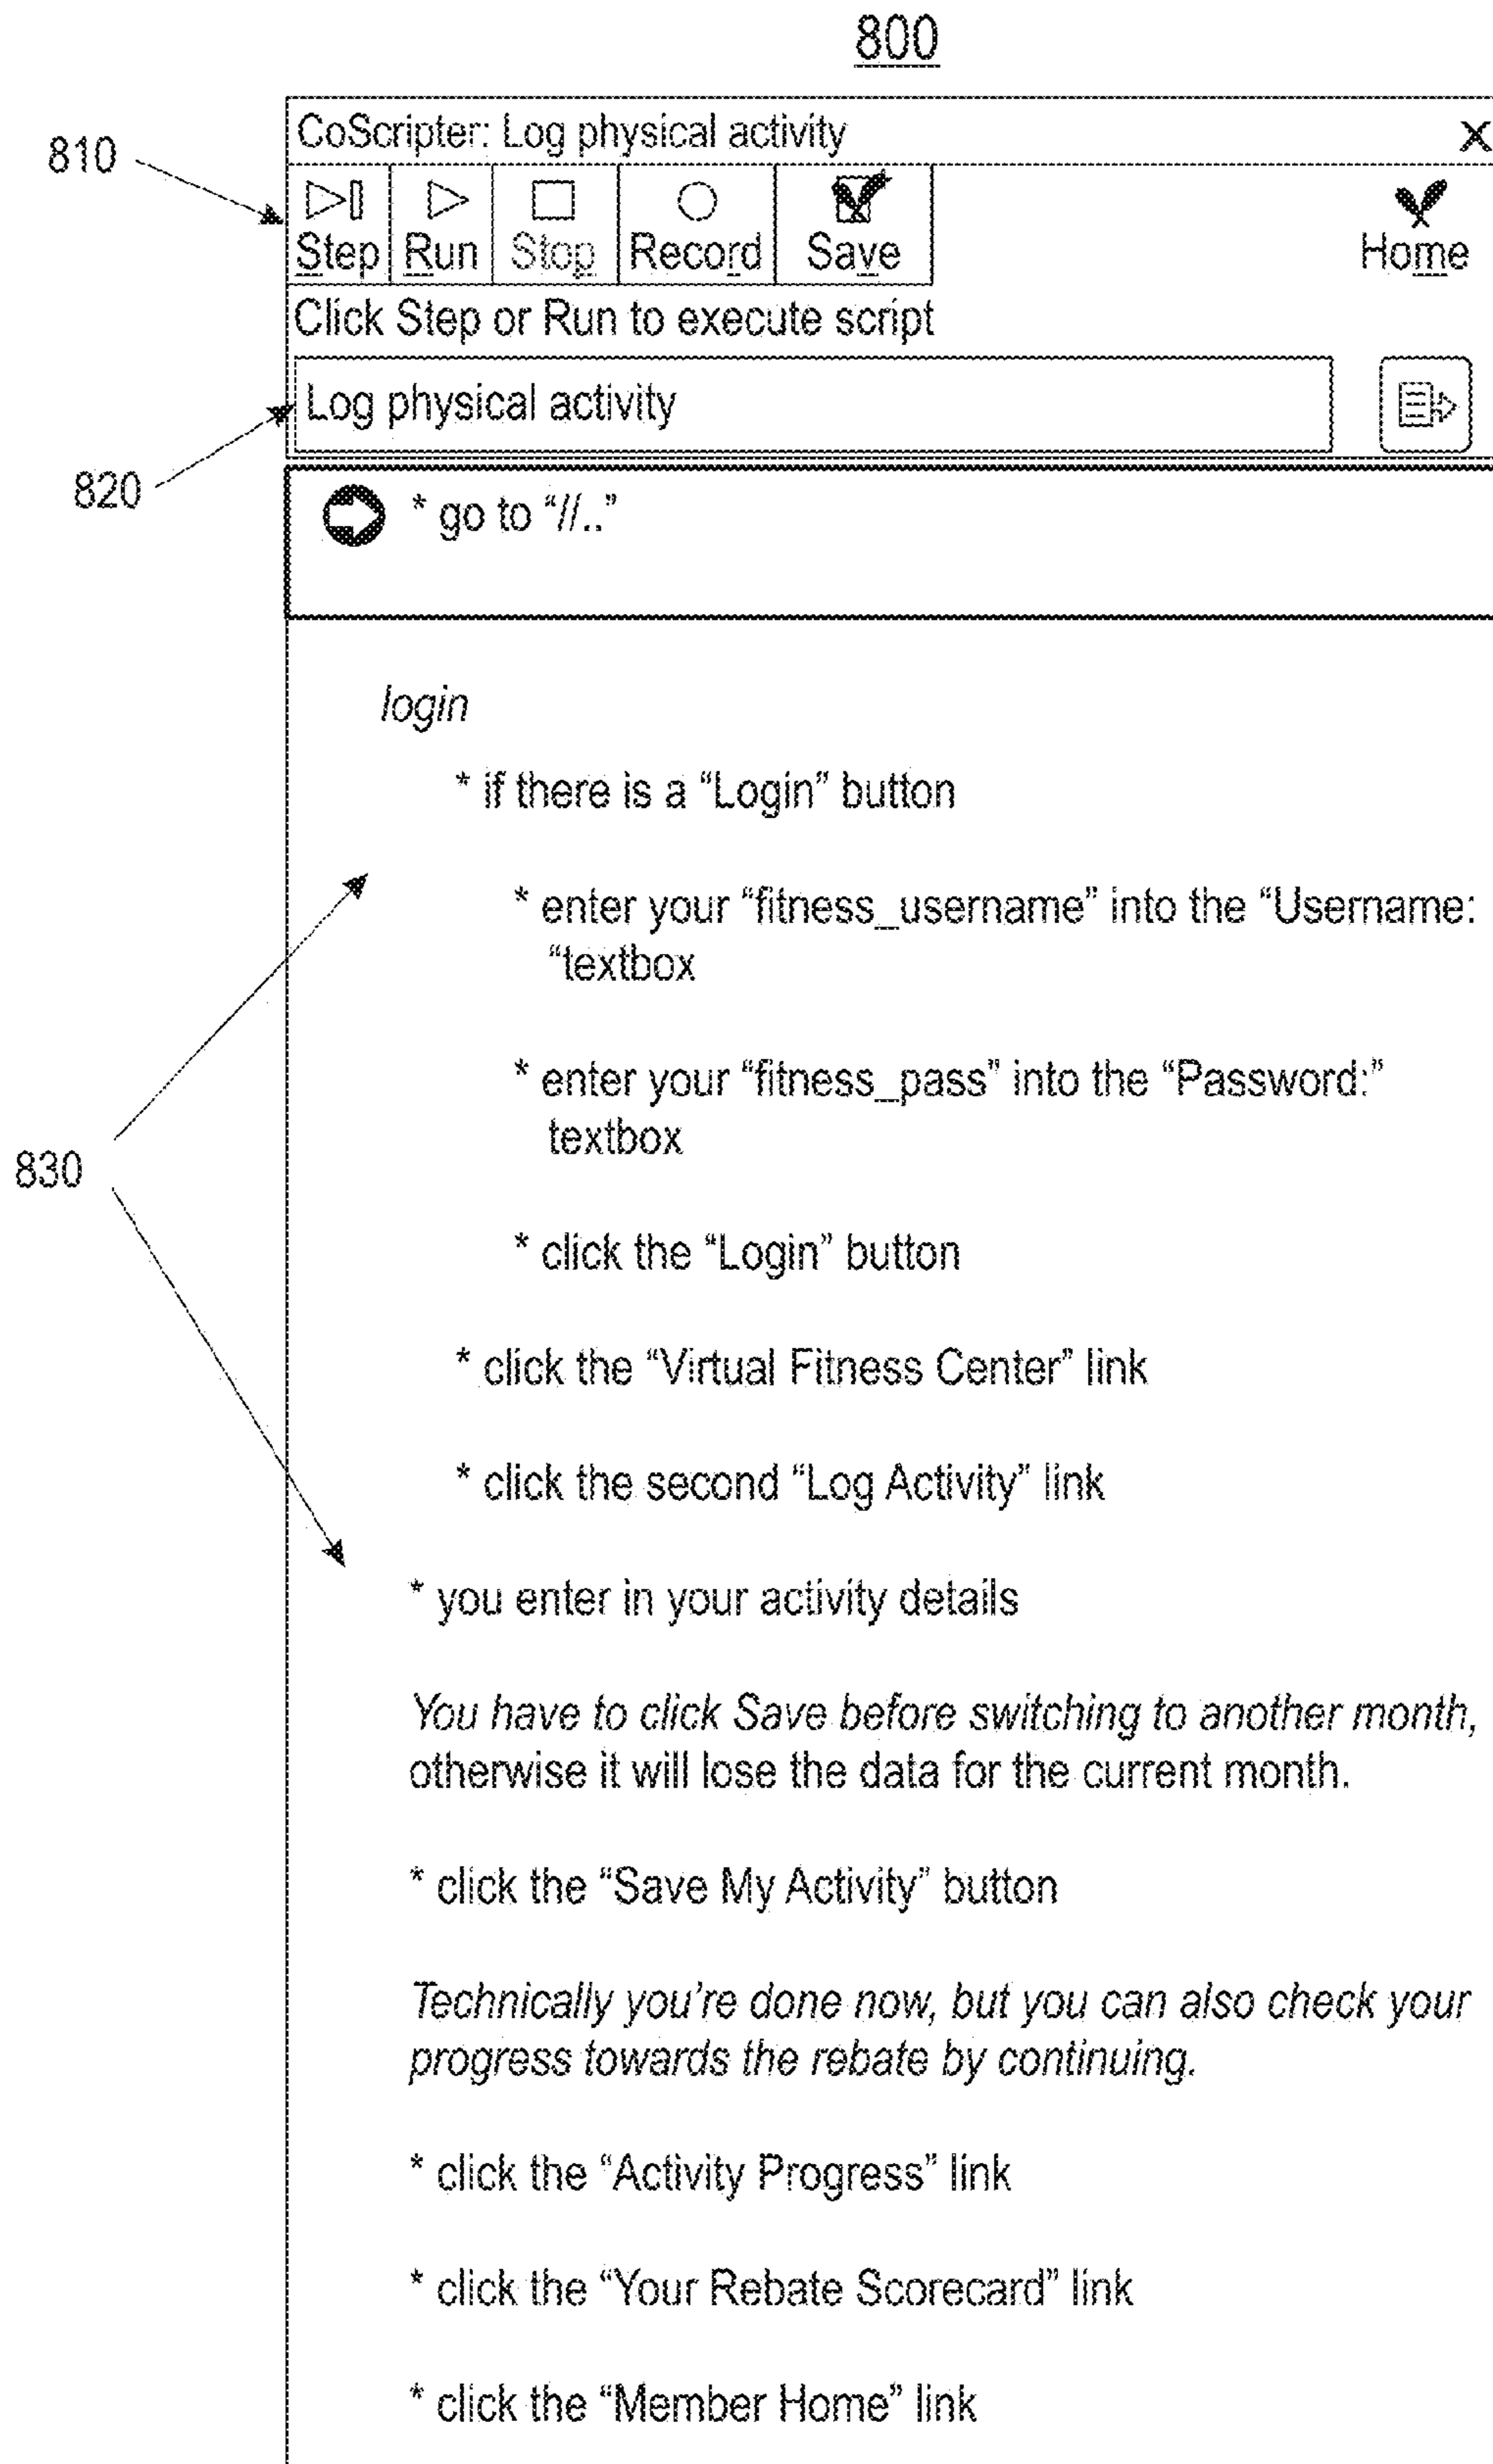 800
810
CoScripter: Log physical activity X
Step Run Stop Record Save Home
Click Step or Run to execute script
820
Log physical activity
* go to “//..”
login
* if there is a “Login” button
* enter your “fitness_username” into the “Username:
“textbox
* enter your “fitness_pass” into the “Password:”
textbox
830
* click the “Login” button
* click the “Virtual Fitness Center” link
* click the second “Log Activity” link
* you enter in your activity details
You have to click Save before switching to another month,
otherwise it will lose the data for the current month.
* click the “Save My Activity” button
Technically you’re done now, but you can also check your
progress towards the rebate by continuing.
* click the “Activity Progress” link
* click the “Your Rebate Scorecard” link
* click the “Member Home” link